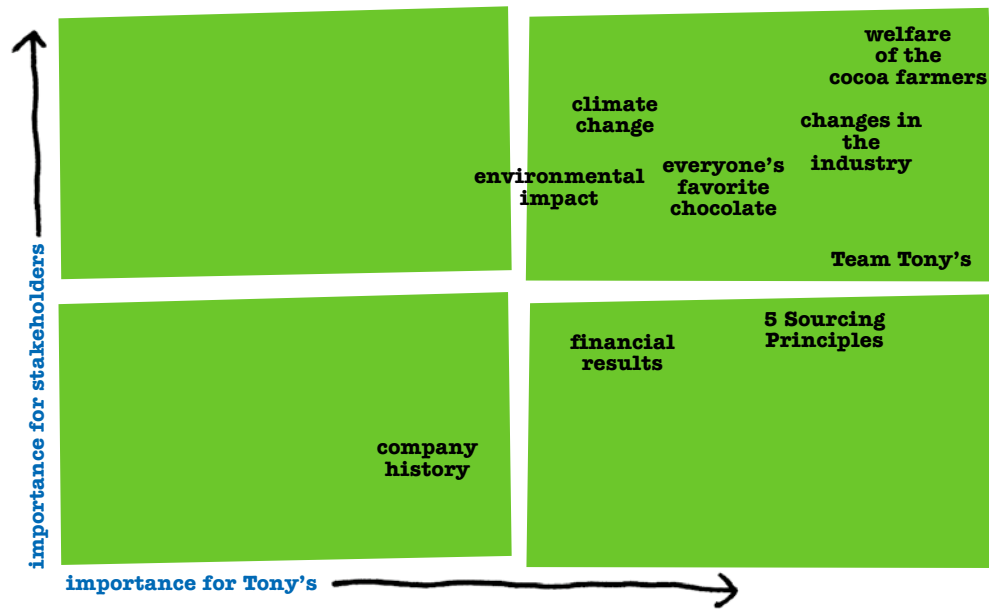 welfare
of the
cocoa farmers
climate
change
changes in
the
industry
environmental
impact
everyone's
favorite
chocolate
Team Tony's
5 Sourcing
Principles
financial
results
company
history
importance for stakeholders
importance for Tony's